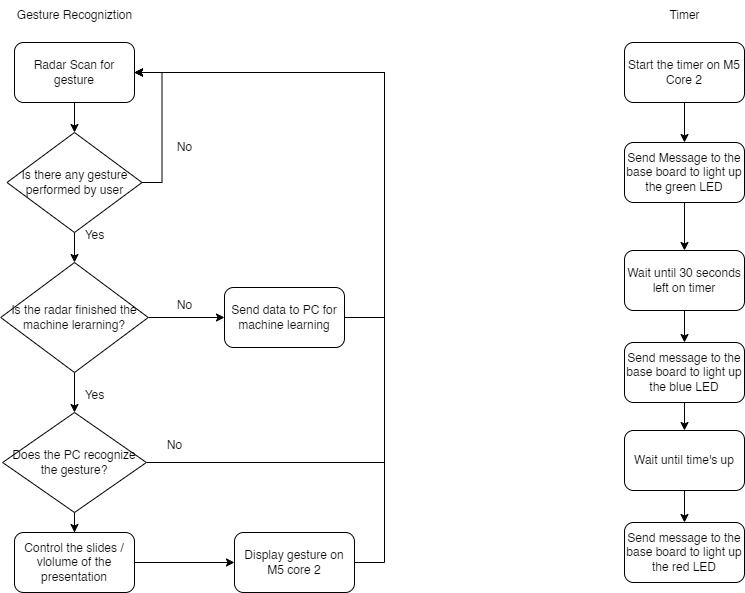 Gesture Recogniztion
Radar Scan for
gesture
No
Is there any gesture
performed by user
Yes
Is the radar finished the
machine lerarning?
No
Send data to PC for
machine learning
Yes
Does the PC recognize
the gesture?
No
Control the slides /
vlolume of the
presentation
Display gesture on
M5 core 2
Timer
Start the timer on M5
Core 2
Send Message to the
base board to light up
the green LED
Wait until 30 seconds
left on timer
Send message to the
base board to light up
the blue LED
Wait until time's up
Send message to the
base board to light up
the red LED